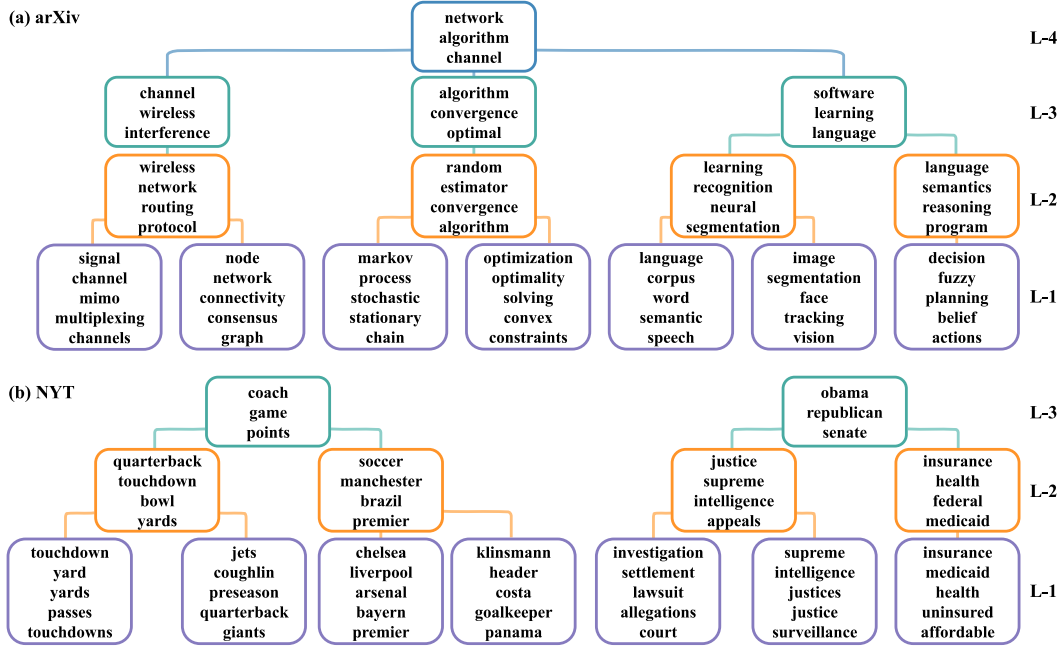 (a) arXiv
network
algorithm
channel
L-4
channel
wireless
interference
algorithm
convergence
optimal
software
learning
language
L-3
wireless
network
routing
protocol
random
estimator
convergence
algorithm
learning
recognition
neural
segmentation
language
semantics
reasoning
program
L-2
signal
channel
mimo
multiplexing
channels
node
network
connectivity
consensus
graph
markov
process
stochastic
stationary
chain
optimization
optimality
solving
convex
constraints
language
corpus
word
semantic
speech
image
segmentation
face
tracking
vision
decision
fuzzy
planning
belief
actions
L-1
(b) NYT
coach
game
points
obama
republican
senate
L-3
quarterback
touchdown
bowl
yards
soccer
manchester
brazil
premier
justice
supreme
intelligence
appeals
insurance
health
federal
medicaid
L-2
touchdown
yard
yards
passes
touchdowns
jets
coughlin
preseason
quarterback
giants
chelsea
liverpool
arsenal
bayern
premier
klinsmann
header
costa
goalkeeper
panama
investigation
settlement
lawsuit
allegations
court
supreme
intelligence
justices
justice
surveillance
insurance
medicaid
health
uninsured
affordable
L-1